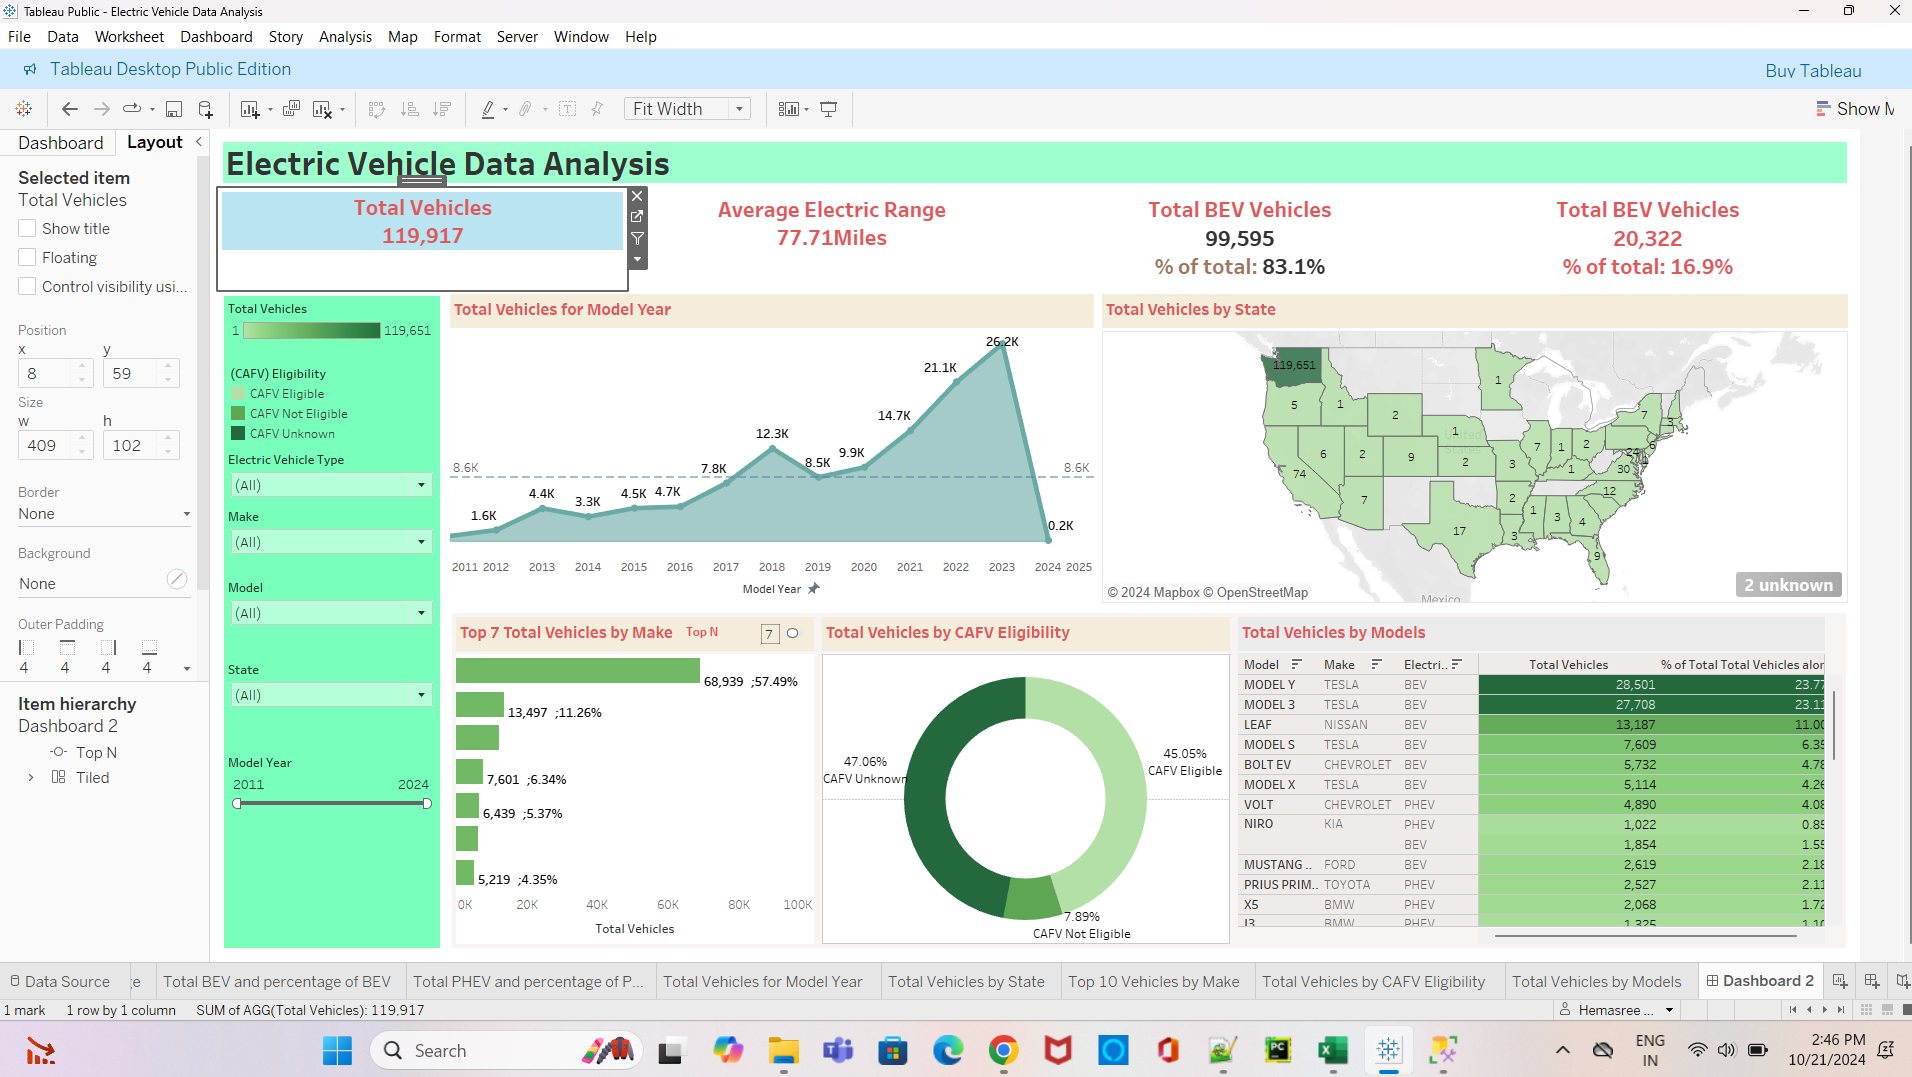 Tableau Public - Electric Vehicle Data Analysis
File Data Worksheet Dashboard Story Analysis Map Format Server Window Help
Tableau Desktop Public Edition
Buy Tableau
Fit Width
Show M
Dashboard Layout
Selected item
Total Vehicles
Show title
Floating
Control visibility usi...
Position
x y
8 59
Size
w h
409 102
Border
None
Background
None
Outer Padding
4 4 4 4
Item hierarchy
Dashboard 2
Top N
Tiled
Electric Vehicle Data Analysis
Total Vehicles
119,917
Average Electric Range
77.71Miles
Total BEV Vehicles
99,595
% of total: 83.1%
Total BEV Vehicles
20,322
% of total: 16.9%
Total Vehicles
1 119,651
(CAFV) Eligibility
CAFV Eligible
CAFV Not Eligible
CAFV Unknown
Electric Vehicle Type
(All)
Make
(All)
Model
(All)
State
(All)
Model Year
2011 2024
Total Vehicles for Model Year
26.2K
21.1K
14.7K
12.3K
9.9K
8.5K
7.8K
8.6K 8.6K
4.4K 3.3K 4.5K 4.7K
1.6K
0.2K
2011 2012 2013 2014 2015 2016 2017 2018 2019 2020 2021 2022 2023 2024 2025
Model Year
Total Vehicles by State
119,651
1
5 1 2 7 3
1 7 1 2 24 6
United States
6 2 9 2 3 1 30 1
74
7 2 12
1 3 4
17 3
9
Mexico
© 2024 Mapbox © OpenStreetMap
2 unknown
Top 7 Total Vehicles by Make Top N 7
68,939 ;57.49%
13,497 ;11.26%
7,601 ;6.34%
6,439 ;5.37%
5,219 ;4.35%
0K 20K 40K 60K 80K 100K
Total Vehicles
Total Vehicles by CAFV Eligibility
47.06%
CAFV Unknown
45.05%
CAFV Eligible
7.89%
CAFV Not Eligible
Total Vehicles by Models
Model Make Electri.. Total Vehicles % of Total Total Vehicles alor
MODEL Y TESLA BEV 28,501 23.77
MODEL 3 TESLA BEV 27,708 23.11
LEAF NISSAN BEV 13,187 11.00
MODEL S TESLA BEV 7,609 6.35
BOLT EV CHEVROLET BEV 5,732 4.78
MODEL X TESLA BEV 5,114 4.26
VOLT CHEVROLET PHEV 4,890 4.08
NIRO KIA PHEV 1,022 0.85
BEV 1,854 1.55
MUSTANG .. FORD BEV 2,619 2.18
PRIUS PRIM.. TOYOTA PHEV 2,527 2.11
X5 BMW PHEV 2,068 1.72
I3 BMW PHEV 1,325 1.10
Data Source ge Total BEV and percentage of BEV Total PHEV and percentage of P... Total Vehicles for Model Year Total Vehicles by State Top 10 Vehicles by Make Total Vehicles by CAFV Eligibility Total Vehicles by Models Dashboard 2
1 mark 1 row by 1 column SUM of AGG(Total Vehicles): 119,917
Hemasree ...
Search
ENG
IN
2:46 PM
10/21/2024